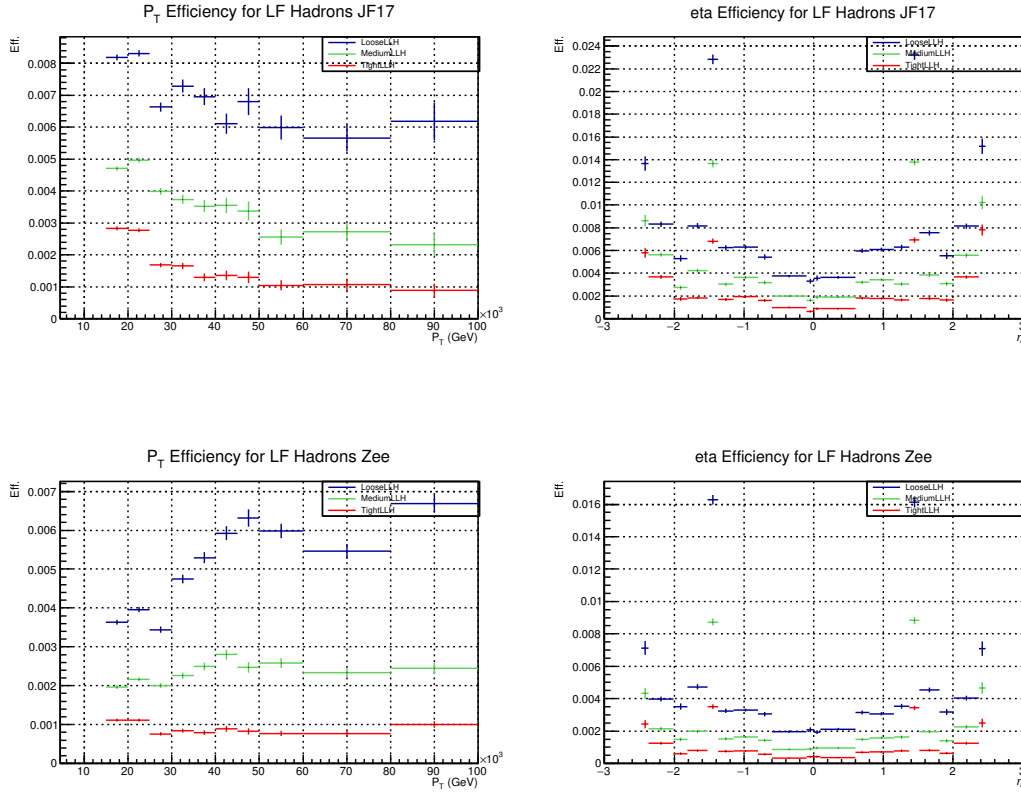 P_T Efficiency for LF Hadrons JF17
Eff.
LooseLLH
MediumLLH
TightLLH
0.008
0.007
0.006
0.005
0.004
0.003
0.002
0.001
0
10 20 30 40 50 60 70 80 90 100
×10³
P_T (GeV)
eta Efficiency for LF Hadrons JF17
Eff.
LooseLLH
MediumLLH
TightLLH
0.024
0.022
0.02
0.018
0.016
0.014
0.012
0.01
0.008
0.006
0.004
0.002
0
−3 −2 −1 0 1 2 3
P_T Efficiency for LF Hadrons Zee
Eff.
LooseLLH
MediumLLH
TightLLH
0.007
0.006
0.005
0.004
0.003
0.002
0.001
0
10 20 30 40 50 60 70 80 90 100
×10³
P_T (GeV)
eta Efficiency for LF Hadrons Zee
Eff.
LooseLLH
MediumLLH
TightLLH
0.016
0.014
0.012
0.01
0.008
0.006
0.004
0.002
0
−3 −2 −1 0 1 2 3